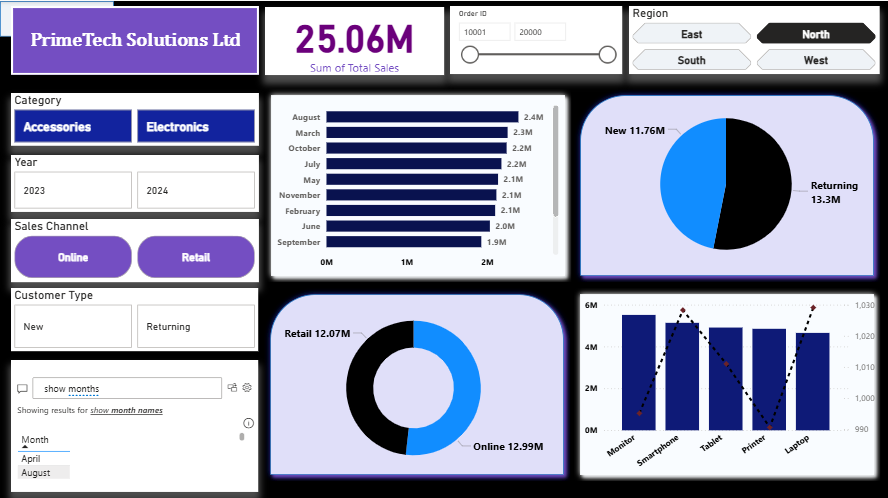 PrimeTech Solutions Ltd
25.06M
Sum of Total Sales
Order ID
10001
20000
Region
East
North
South
West
Category
Accessories
Electronics
Year
2023
2024
Sales Channel
Online
Retail
Customer Type
New
Returning
show months
Showing results for show month names
Month
April
August
August 2.4M
March 2.3M
October 2.2M
July 2.2M
May 2.1M
November 2.1M
February 2.1M
June 2.0M
September 1.9M
0M 1M 2M
New 11.76M
Returning
13.3M
Retail 12.07M
Online 12.99M
6M
4M
2M
0M
1,030
1,020
1,010
1,000
990
Monitor
Smartphone
Tablet
Printer
Laptop